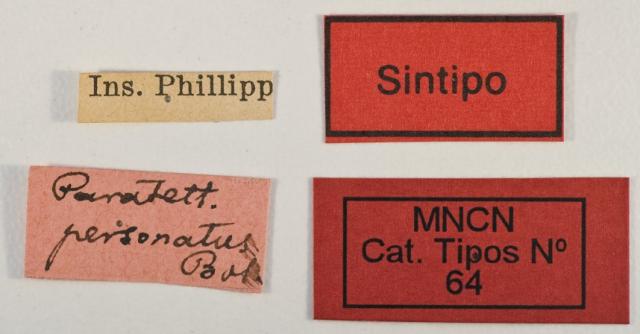 Ins. Phillipp
Sintipo
Paratett.
personatus
Bol.
MNCN
Cat. Tipos Nº
64